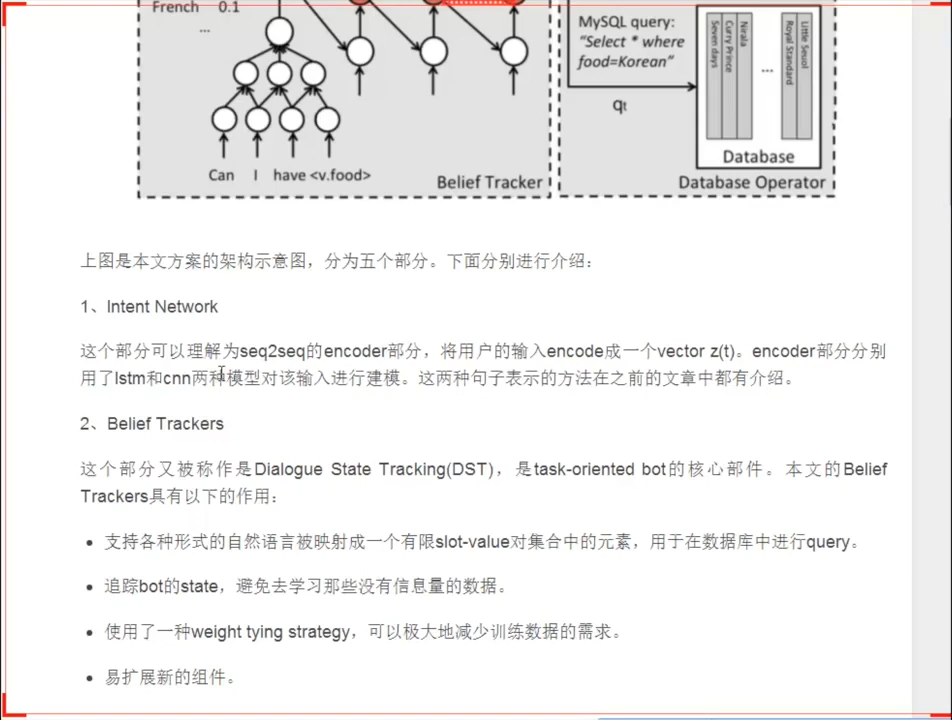 French 0.1
...
Can I have <v.food>
Belief Tracker
MySQL query:
“Select * where
food=Korean”
qt
Seven days
Curry Prince
Nirala
...
Royal Standard
Little Seuol
Database
Database Operator
上图是本文方案的架构示意图，分为五个部分。下面分别进行介绍：
1、Intent Network
这个部分可以理解为seq2seq的encoder部分，将用户的输入encode成一个vector z(t)。encoder部分分别
用了lstm和cnn两种模型对该输入进行建模。这两种句子表示的方法在之前的文章中都有介绍。
2、Belief Trackers
这个部分又被称作是Dialogue State Tracking(DST)，是task-oriented bot的核心部件。本文的Belief
Trackers具有以下的作用：
• 支持各种形式的自然语言被映射成一个有限slot-value对集合中的元素，用于在数据库中进行query。
• 追踪bot的state，避免去学习那些没有信息量的数据。
• 使用了一种weight tying strategy，可以极大地减少训练数据的需求。
• 易扩展新的组件。